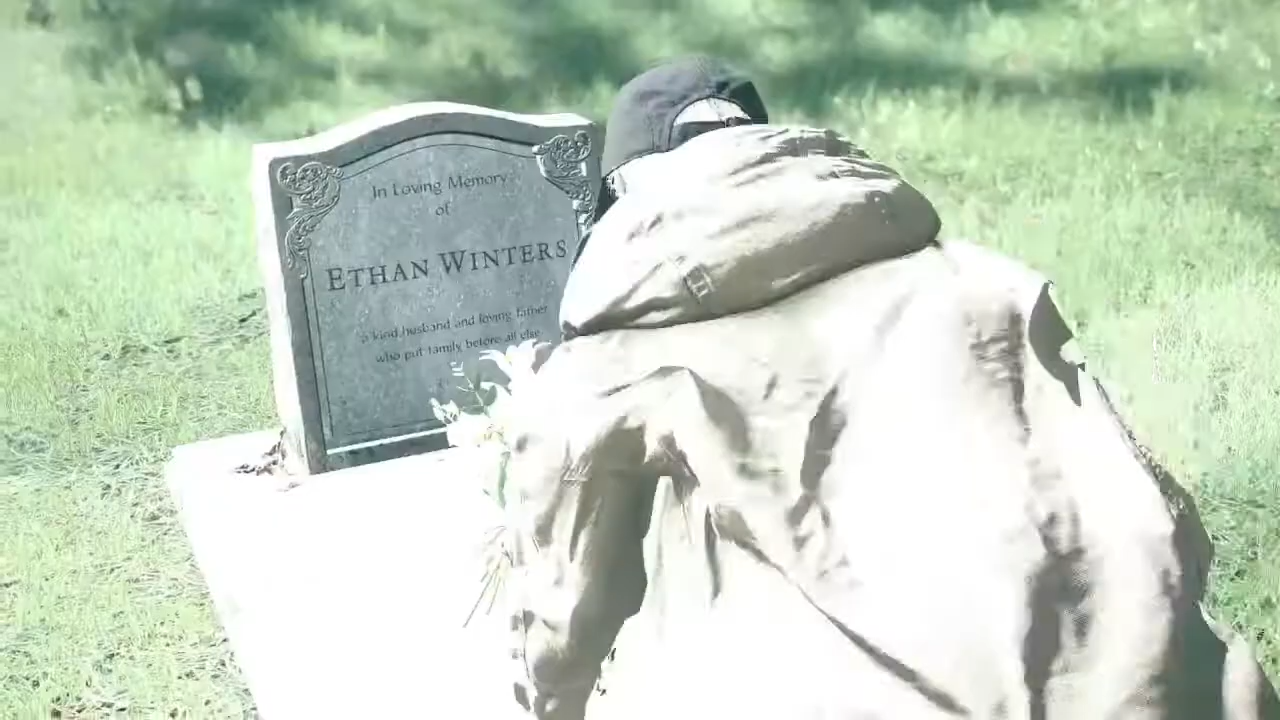 In Loving Memory
of
ETHAN WINTERS
a kind husband and loving father
who put family before all else